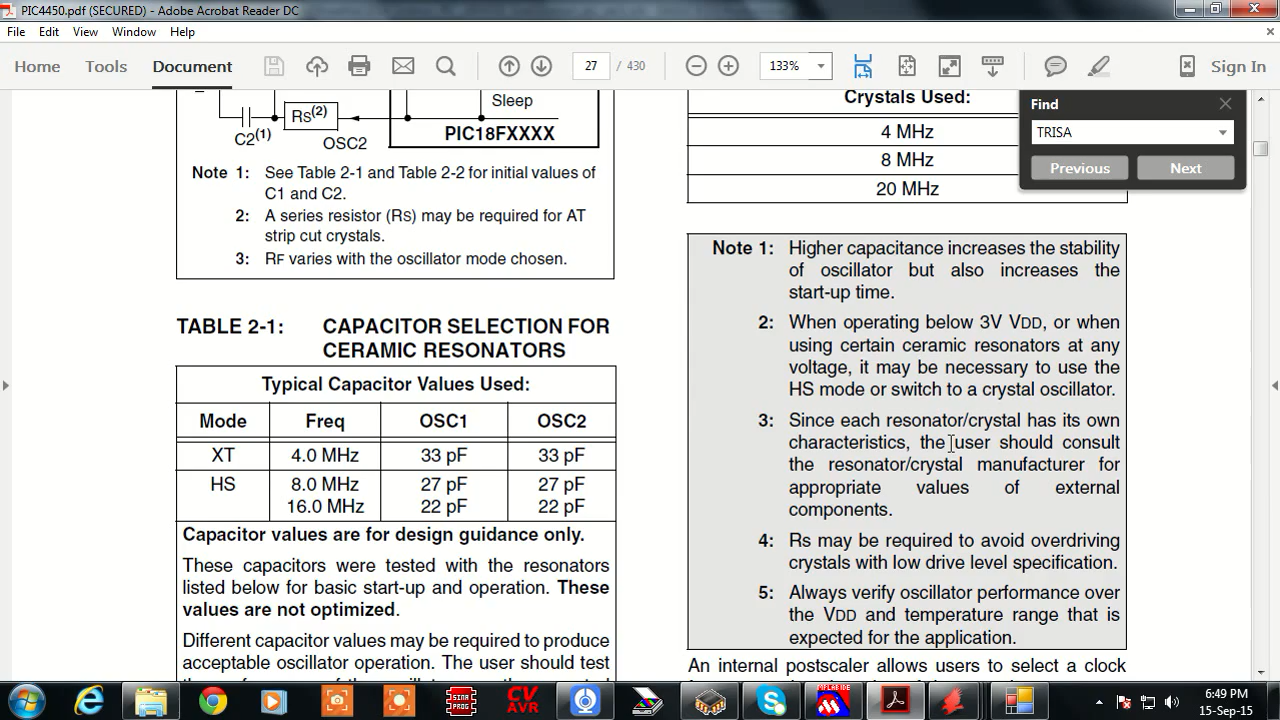 PIC4450.pdf (SECURED) - Adobe Acrobat Reader DC
File Edit View Window Help
Home Tools Document 27 / 430 133% Sign In
Sleep
RS(2)
PIC18FXXXX
C2(1)
OSC2
Note 1: See Table 2-1 and Table 2-2 for initial values of
C1 and C2.
2: A series resistor (RS) may be required for AT
strip cut crystals.
3: RF varies with the oscillator mode chosen.
TABLE 2-1: CAPACITOR SELECTION FOR
CERAMIC RESONATORS
Typical Capacitor Values Used:
Mode Freq OSC1 OSC2
XT 4.0 MHz 33 pF 33 pF
HS 8.0 MHz 27 pF 27 pF
16.0 MHz 22 pF 22 pF
Capacitor values are for design guidance only.
These capacitors were tested with the resonators
listed below for basic start-up and operation. These
values are not optimized.
Different capacitor values may be required to produce
acceptable oscillator operation. The user should test
Crystals Used:
4 MHz
8 MHz
20 MHz
Note 1: Higher capacitance increases the stability
of oscillator but also increases the
start-up time.
2: When operating below 3V VDD, or when
using certain ceramic resonators at any
voltage, it may be necessary to use the
HS mode or switch to a crystal oscillator.
3: Since each resonator/crystal has its own
characteristics, the user should consult
the resonator/crystal manufacturer for
appropriate values of external
components.
4: Rs may be required to avoid overdriving
crystals with low drive level specification.
5: Always verify oscillator performance over
the VDD and temperature range that is
expected for the application.
An internal postscaler allows users to select a clock
Find
TRISA
Previous Next
SINA
PROG
CV
AVR
MPLAB IDE
6:49 PM
15-Sep-15